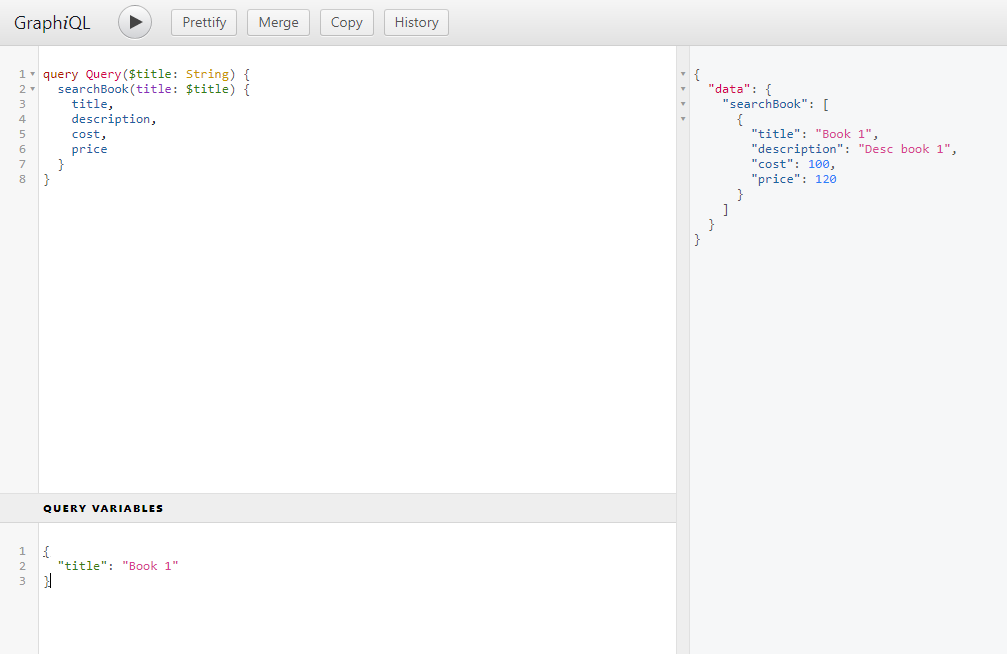 GraphiQL Prettify Merge Copy History
1 query Query($title: String) {
2 searchBook(title: $title) {
3 title,
4 description,
5 cost,
6 price
7 }
8 }
QUERY VARIABLES
1 {
2 "title": "Book 1"
3 }
{
"data": {
"searchBook": [
{
"title": "Book 1",
"description": "Desc book 1",
"cost": 100,
"price": 120
}
]
}
}